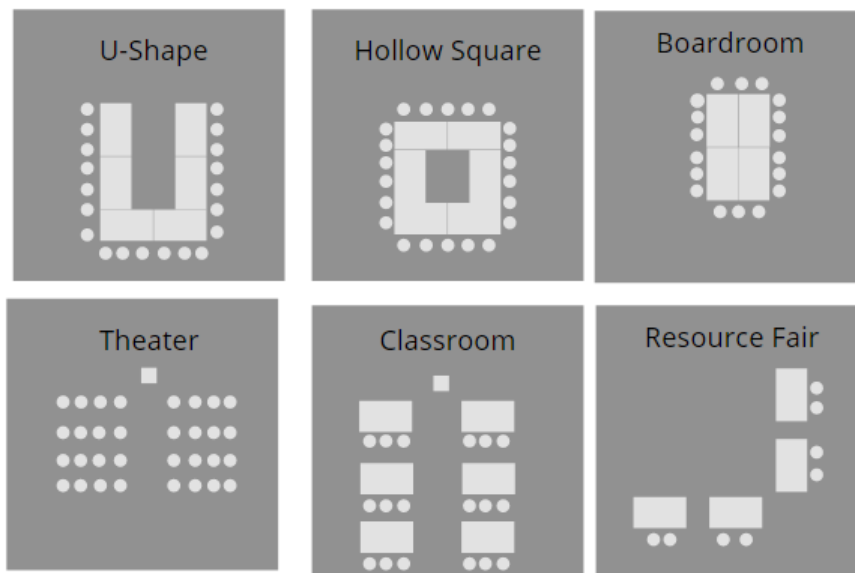 U-Shape
Hollow Square
Boardroom
Theater
Classroom
Resource Fair